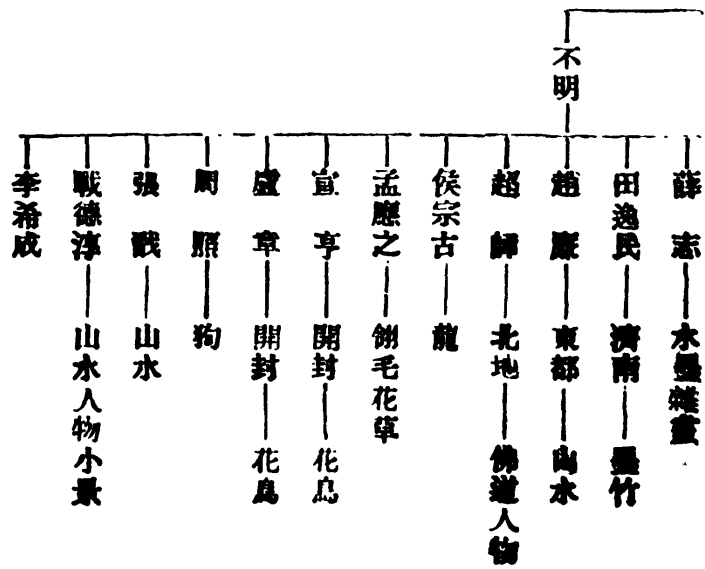 不明
薛志 水墨雜畫
田逸民 濟南 墨竹
趙廉 東都 山水
趙師 北地 佛道人物
侯宗古 龍
孟應之 翎毛花草
宣亨 開封 花鳥
盛章 開封 花鳥
周照 狗
張戩 山水
戰德淳 山水人物小景
李希成